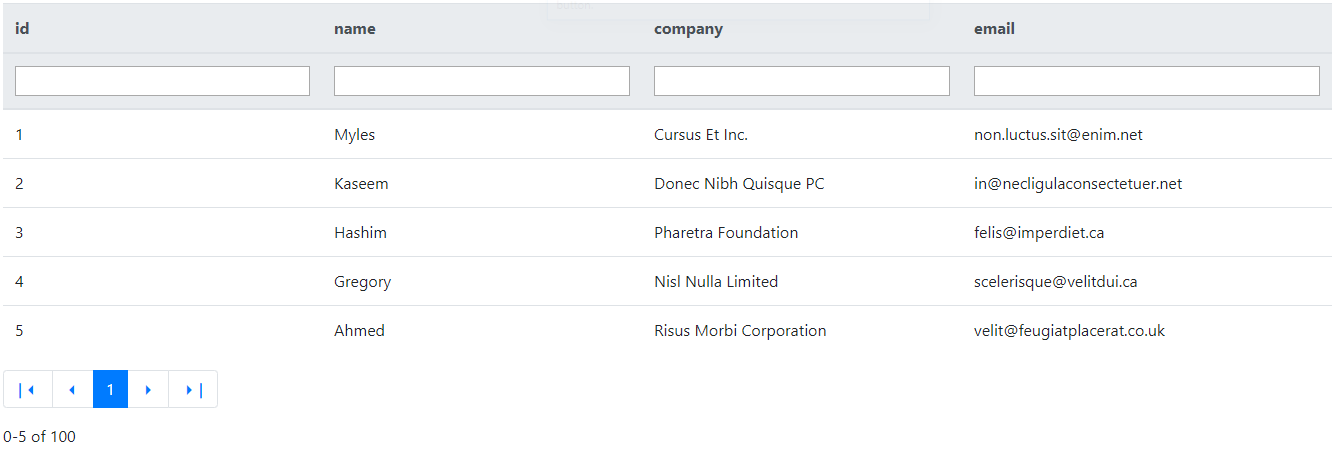 id name company email
1 Myles Cursus Et Inc. non.luctus.sit@enim.net
2 Kaseem Donec Nibh Quisque PC in@necligulaconsectetuer.net
3 Hashim Pharetra Foundation felis@imperdiet.ca
4 Gregory Nisl Nulla Limited scelerisque@velitdui.ca
5 Ahmed Risus Morbi Corporation velit@feugiatplacerat.co.uk
1
0-5 of 100